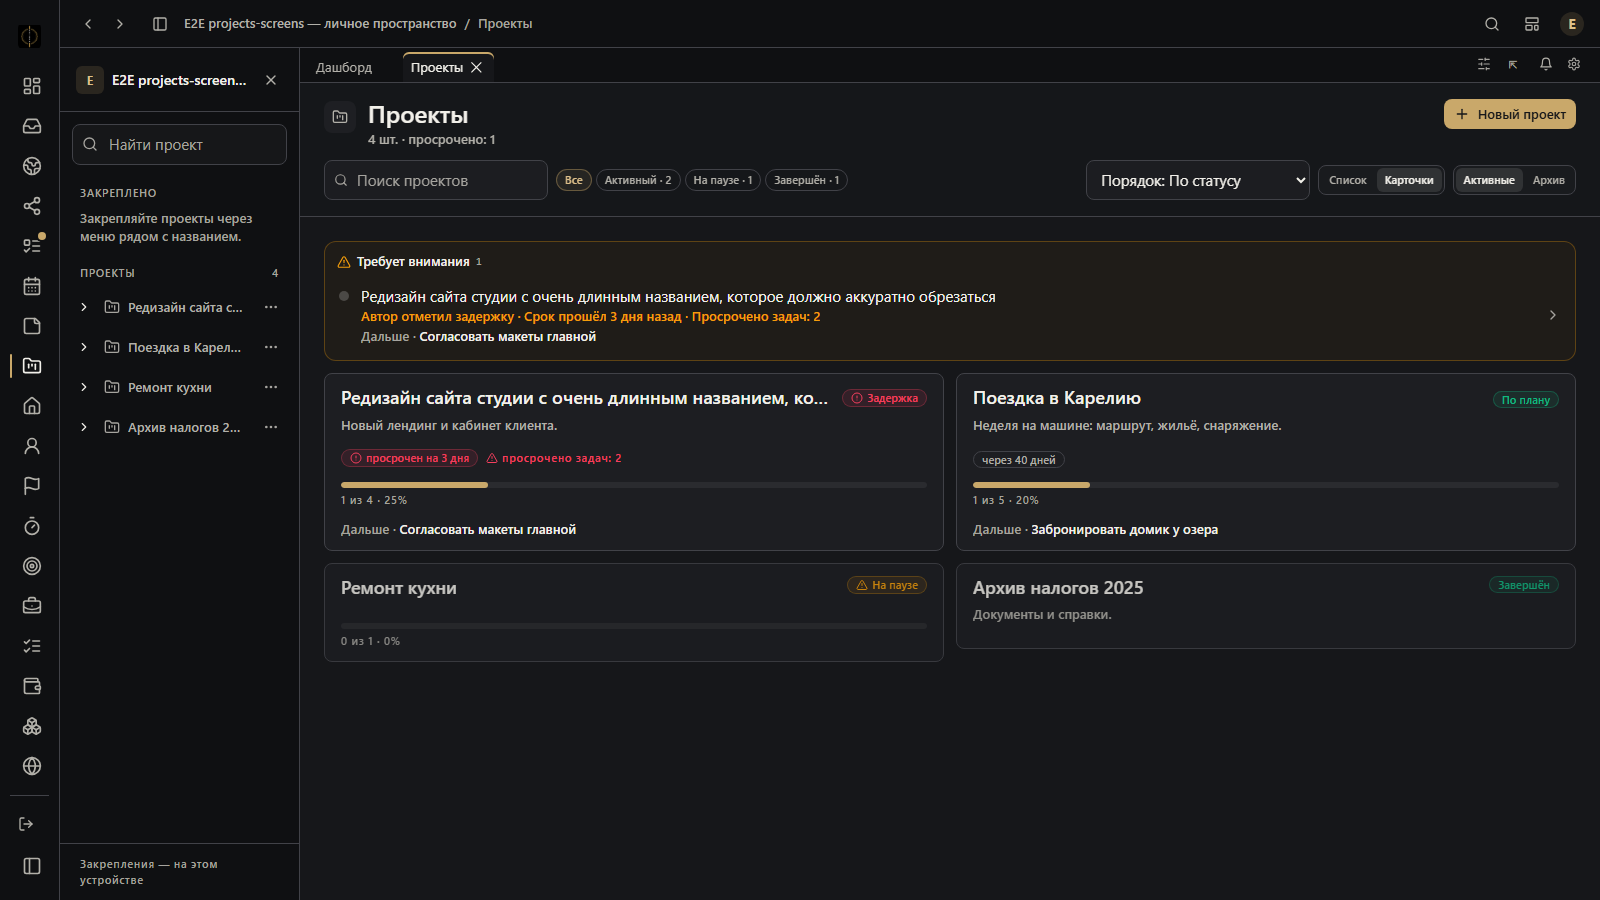 E2E projects-screens — личное пространство / Проекты
E
E
E2E projects-screen...
Найти проект
ЗАКРЕПЛЕНО
Закрепляйте проекты через
меню рядом с названием.
ПРОЕКТЫ 4
Редизайн сайта с...
Поездка в Карел...
Ремонт кухни
Архив налогов 2...
Закрепления — на этом
устройстве
Дашборд
Проекты
Проекты
4 шт. · просрочено: 1
Новый проект
Поиск проектов
Все
Активный · 2
На паузе · 1
Завершён · 1
Порядок: По статусу
Список
Карточки
Активные
Архив
Требует внимания 1
Редизайн сайта студии с очень длинным названием, которое должно аккуратно обрезаться
Автор отметил задержку · Срок прошёл 3 дня назад · Просрочено задач: 2
Дальше · Согласовать макеты главной
Редизайн сайта студии с очень длинным названием, ко...
Задержка
Новый лендинг и кабинет клиента.
просрочен на 3 дня
просрочено задач: 2
1 из 4 · 25%
Дальше · Согласовать макеты главной
Поездка в Карелию
По плану
Неделя на машине: маршрут, жильё, снаряжение.
через 40 дней
1 из 5 · 20%
Дальше · Забронировать домик у озера
Ремонт кухни
На паузе
0 из 1 · 0%
Архив налогов 2025
Завершён
Документы и справки.